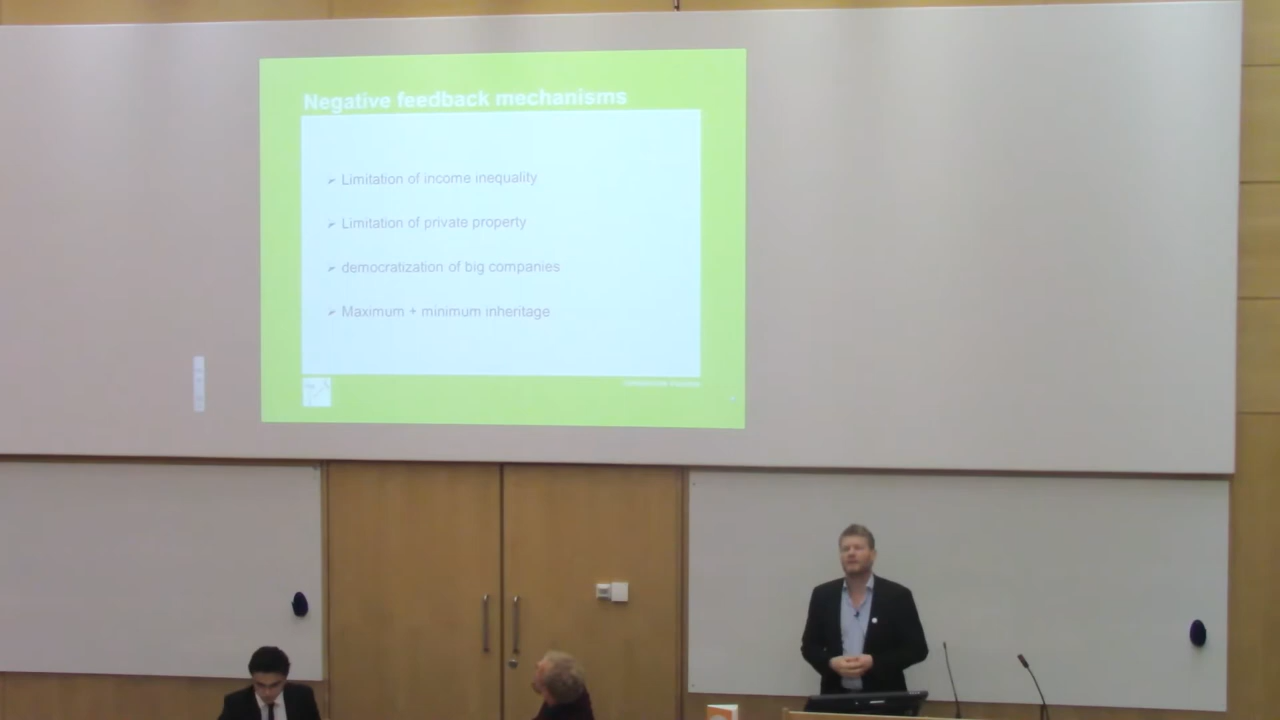 Negative feedback mechanisms
Limitation of income inequality
Limitation of private property
democratization of big companies
Maximum + minimum inheritage